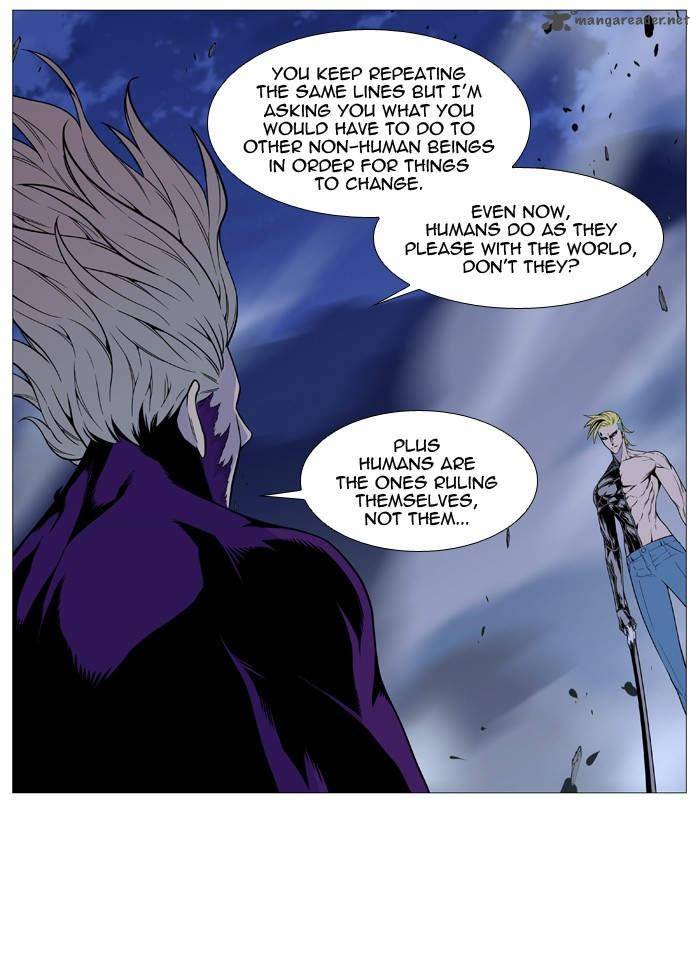 mangareader.net
YOU KEEP REPEATING
THE SAME LINES BUT I'M
ASKING YOU WHAT YOU
WOULD HAVE TO DO TO
OTHER NON-HUMAN BEINGS
IN ORDER FOR THINGS
TO CHANGE.
EVEN NOW,
HUMANS DO AS THEY
PLEASE WITH THE WORLD,
DON'T THEY?
PLUS
HUMANS ARE
THE ONES RULING
THEMSELVES,
NOT THEM...